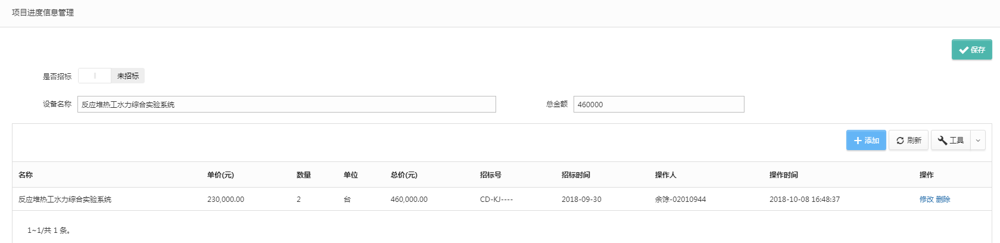 项目进度信息管理
保存
是否招标 未招标
设备名称 反应堆热工水力综合实验系统 总金额 460000
添加 刷新 工具
名称 单价(元) 数量 单位 总价(元) 招标号 招标时间 操作人 操作时间 操作
反应堆热工水力综合实验系统 230,000.00 2 台 460,000.00 CD-KJ---- 2018-09-30 余馀-02010944 2018-10-08 16:48:37 修改 删除
1~1/共 1 条。